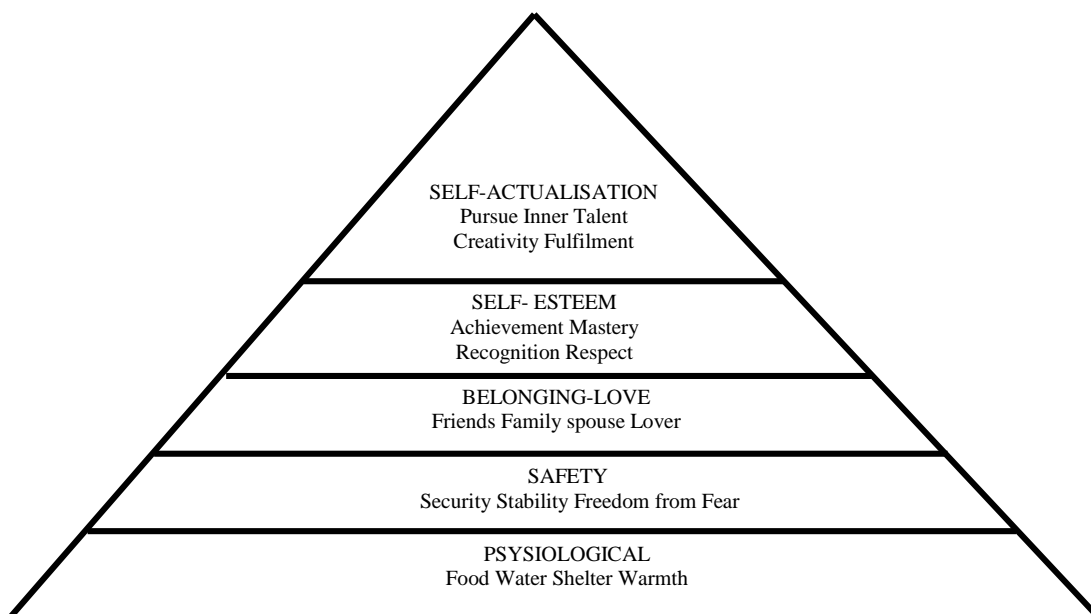 SELF-ACTUALISATION
Pursue Inner Talent
Creativity Fulfilment
SELF- ESTEEM
Achievement Mastery
Recognition Respect
BELONGING-LOVE
Friends Family spouse Lover
SAFETY
Security Stability Freedom from Fear
PSYSIOLOGICAL
Food Water Shelter Warmth